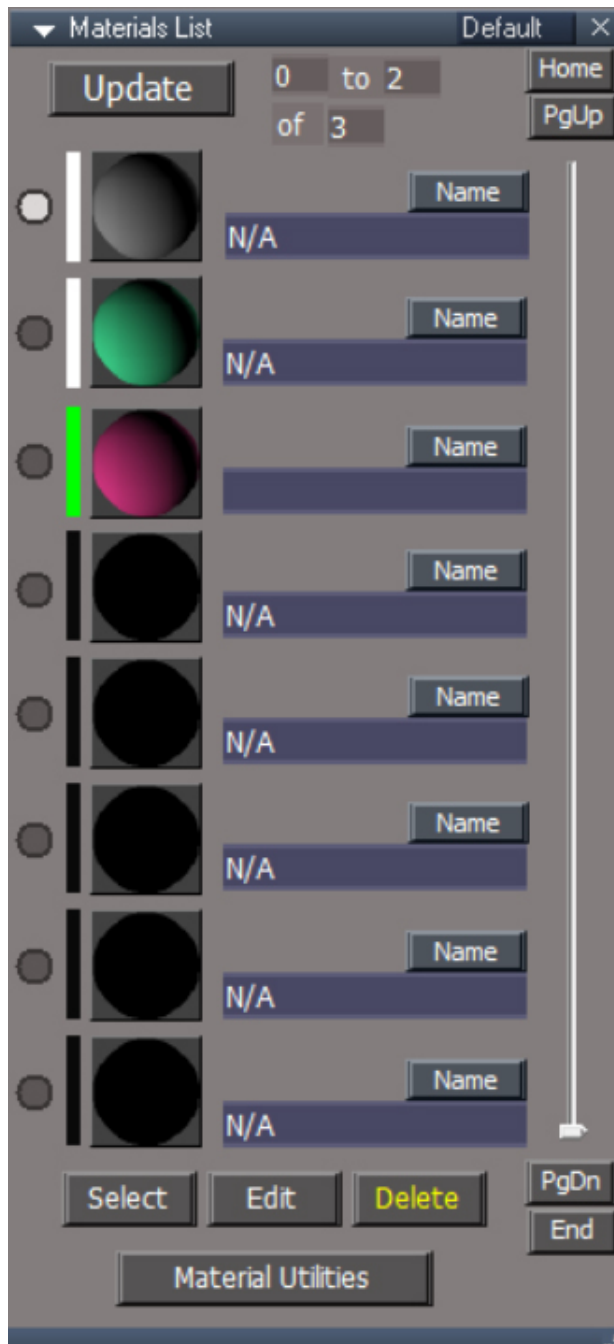 Materials List Default
Update 0 to 2 Home
of 3 PgUp
Name
N/A
Name
N/A
Name
Name
N/A
Name
N/A
Name
N/A
Name
N/A
Name
N/A
Select Edit Delete PgDn
End
Material Utilities